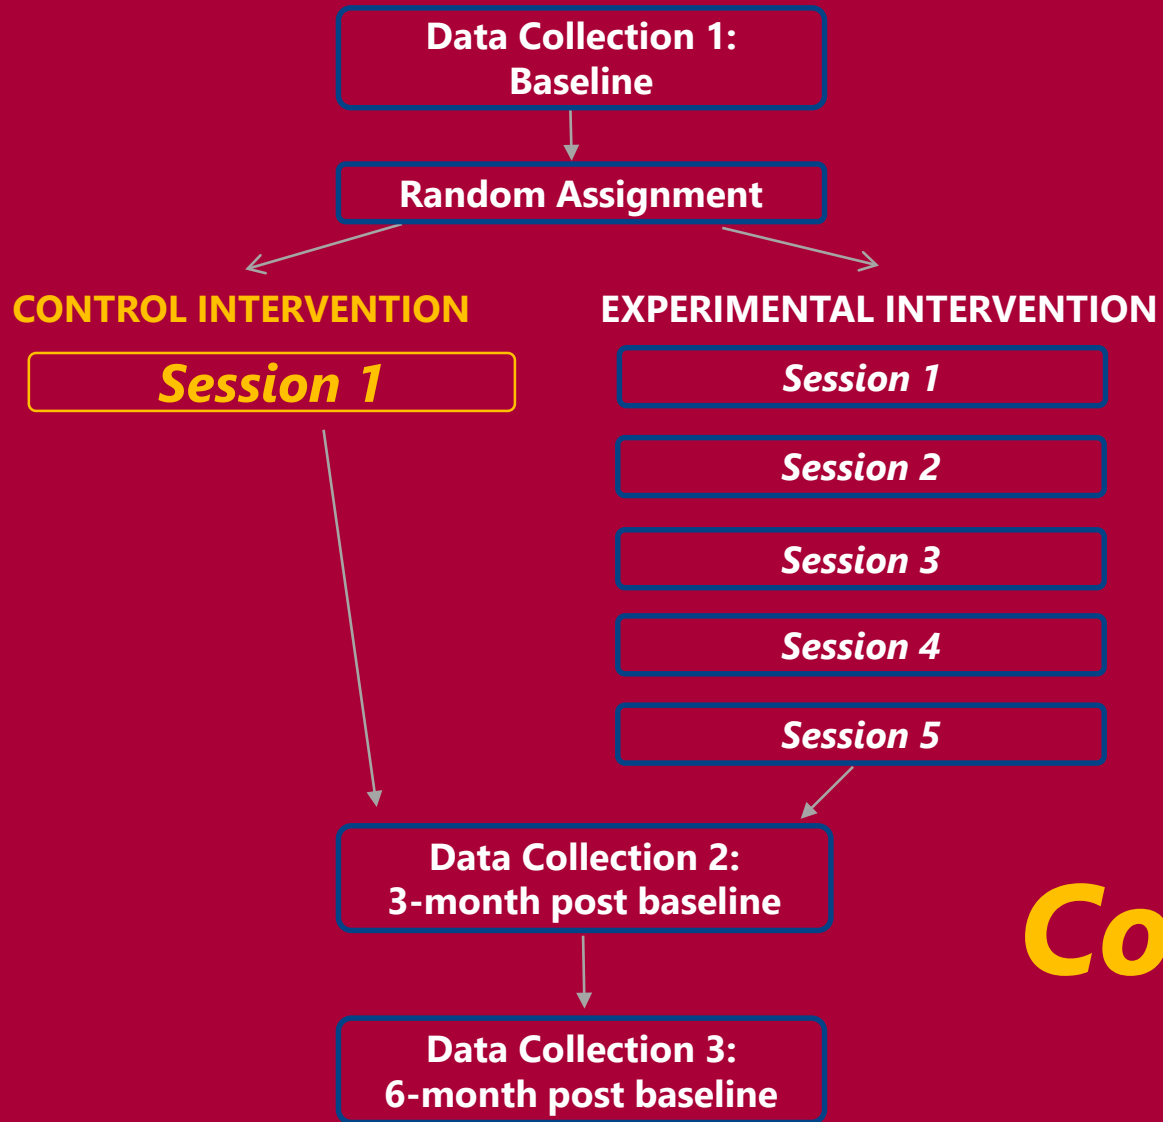 Data Collection 1:
Baseline
Random Assignment
CONTROL INTERVENTION
Session 1
EXPERIMENTAL INTERVENTION
Session 1
Session 2
Session 3
Session 4
Session 5
Data Collection 2:
3-month post baseline
Data Collection 3:
6-month post baseline